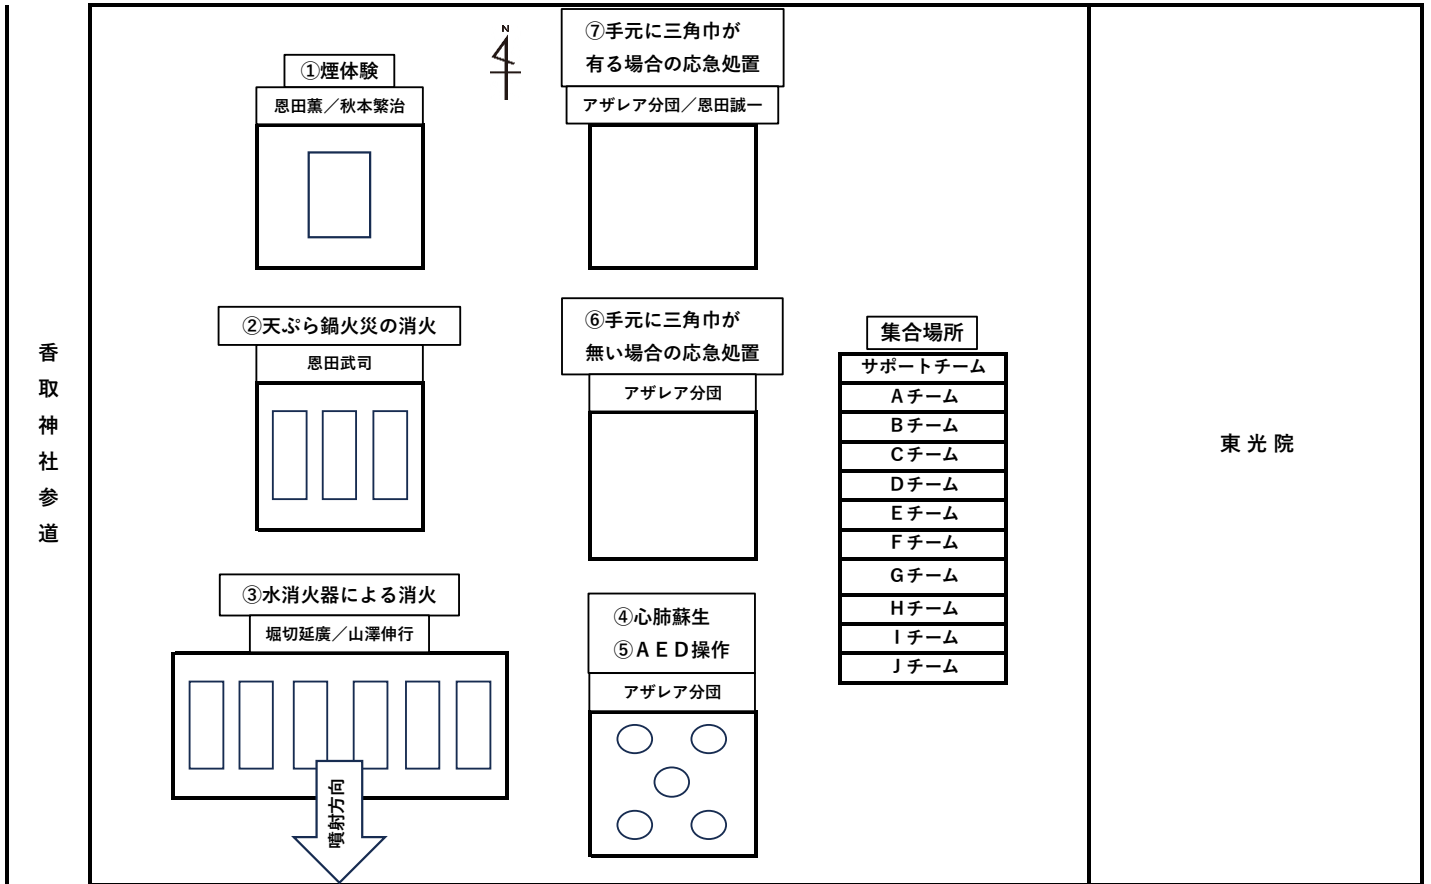 N
①煙体験
恩田薫／秋本繁治
⑦手元に三角巾が
有る場合の応急処置
アザレア分団／恩田誠一
②天ぷら鍋火災の消火
恩田武司
⑥手元に三角巾が
無い場合の応急処置
アザレア分団
③水消火器による消火
堀切延廣／山澤伸行
噴射方向
④心肺蘇生
⑤ＡＥＤ操作
アザレア分団
集合場所
サポートチーム
Ａチーム
Ｂチーム
Ｃチーム
Ｄチーム
Ｅチーム
Ｆチーム
Ｇチーム
Ｈチーム
Ｉチーム
Ｊチーム
香取神社参道
東光院